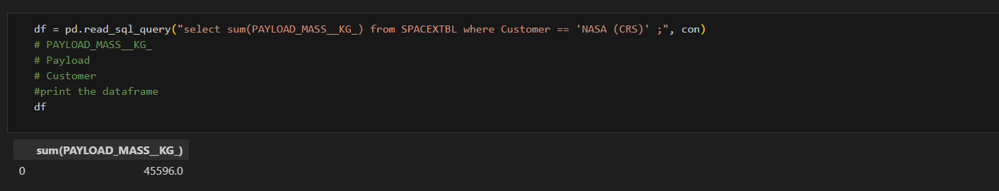 df = pd.read_sql_query("select sum(PAYLOAD_MASS__KG_) from SPACEXTBL where Customer == 'NASA (CRS)' ;", con)
# PAYLOAD_MASS__KG_
# Payload
# Customer
#print the dataframe
df
sum(PAYLOAD_MASS__KG_)
0 45596.0